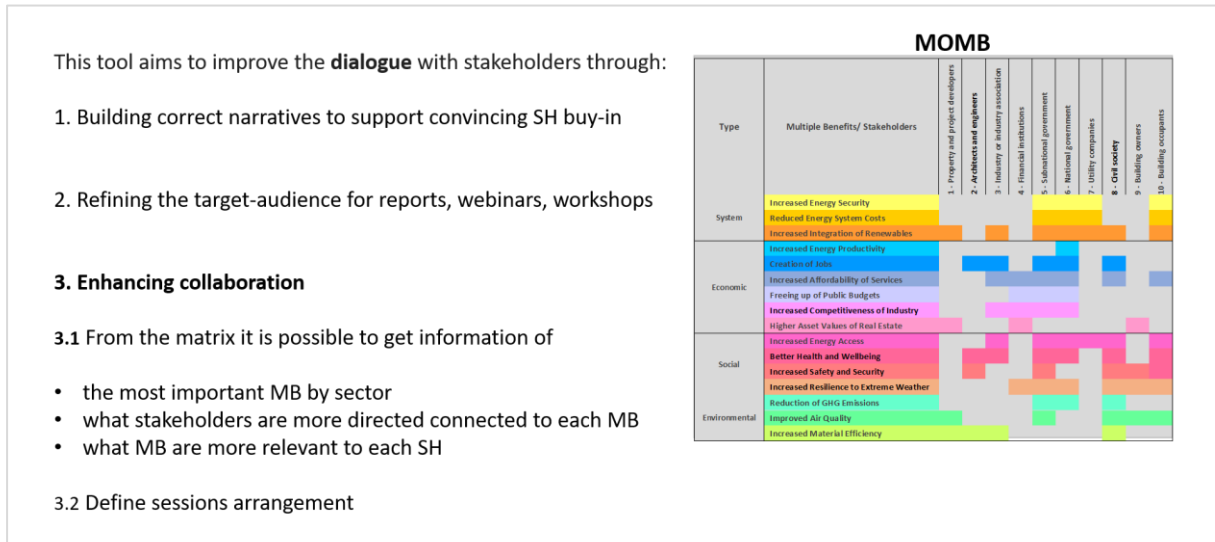 This tool aims to improve the dialogue with stakeholders through:
1. Building correct narratives to support convincing SH buy-in
2. Refining the target-audience for reports, webinars, workshops
3. Enhancing collaboration
3.1 From the matrix it is possible to get information of
• the most important MB by sector
• what stakeholders are more directed connected to each MB
• what MB are more relevant to each SH
3.2 Define sessions arrangement
MOMB
Type
Multiple Benefits/ Stakeholders
1 - Property and project developers
2 - Architects and engineers
3 - Industry or industry association
4 - Financial institutions
5 - Subnational government
6 - National government
7 - Utility companies
8 - Civil society
9 - Building owners
10 - Building occupants
System
Increased Energy Security
Reduced Energy System Costs
Increased Integration of Renewables
Economic
Increased Energy Productivity
Creation of Jobs
Increased Affordability of Services
Freeing up of Public Budgets
Increased Competitiveness of Industry
Higher Asset Values of Real Estate
Social
Increased Energy Access
Better Health and Wellbeing
Increased Safety and Security
Increased Resilience to Extreme Weather
Environmental
Reduction of GHG Emissions
Improved Air Quality
Increased Material Efficiency